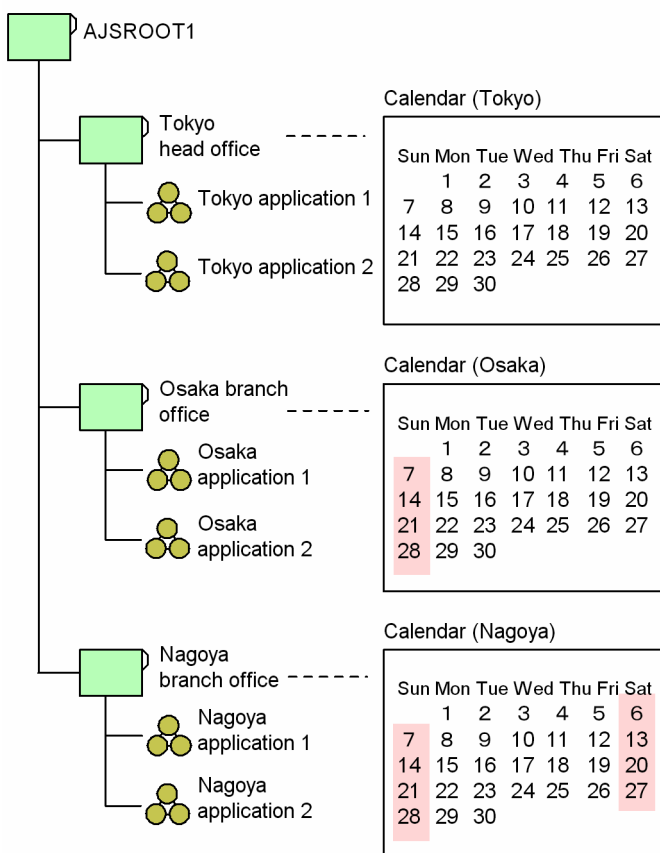 AJSROOT1
Calendar (Tokyo)
Tokyo
head office
Sun Mon Tue Wed Thu Fri Sat
1 2 3 4 5 6
Tokyo application 1
7 8 9 10 11 12 13
14 15 16 17 18 19 20
Tokyo application 2
21 22 23 24 25 26 27
28 29 30
Calendar (Osaka)
Osaka branch
office
Sun Mon Tue Wed Thu Fri Sat
1 2 3 4 5 6
Osaka
application 1
7 8 9 10 11 12 13
14 15 16 17 18 19 20
Osaka
application 2
21 22 23 24 25 26 27
28 29 30
Calendar (Nagoya)
Nagoya
branch office
Sun Mon Tue Wed Thu Fri Sat
1 2 3 4 5 6
Nagoya
application 1
7 8 9 10 11 12 13
14 15 16 17 18 19 20
Nagoya
application 2
21 22 23 24 25 26 27
28 29 30